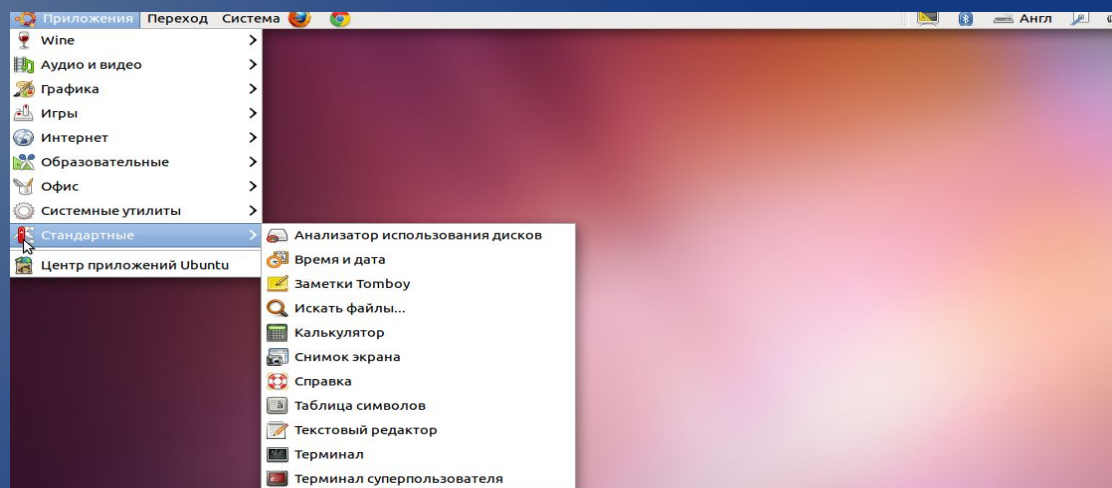 Приложения Переход Система Англ
Wine
Аудио и видео
Графика
Игры
Интернет
Образовательные
Офис
Системные утилиты
Стандартные
Центр приложений Ubuntu
Анализатор использования дисков
Время и дата
Заметки Tomboy
Искать файлы...
Калькулятор
Снимок экрана
Справка
Таблица символов
Текстовый редактор
Терминал
Терминал суперпользователя